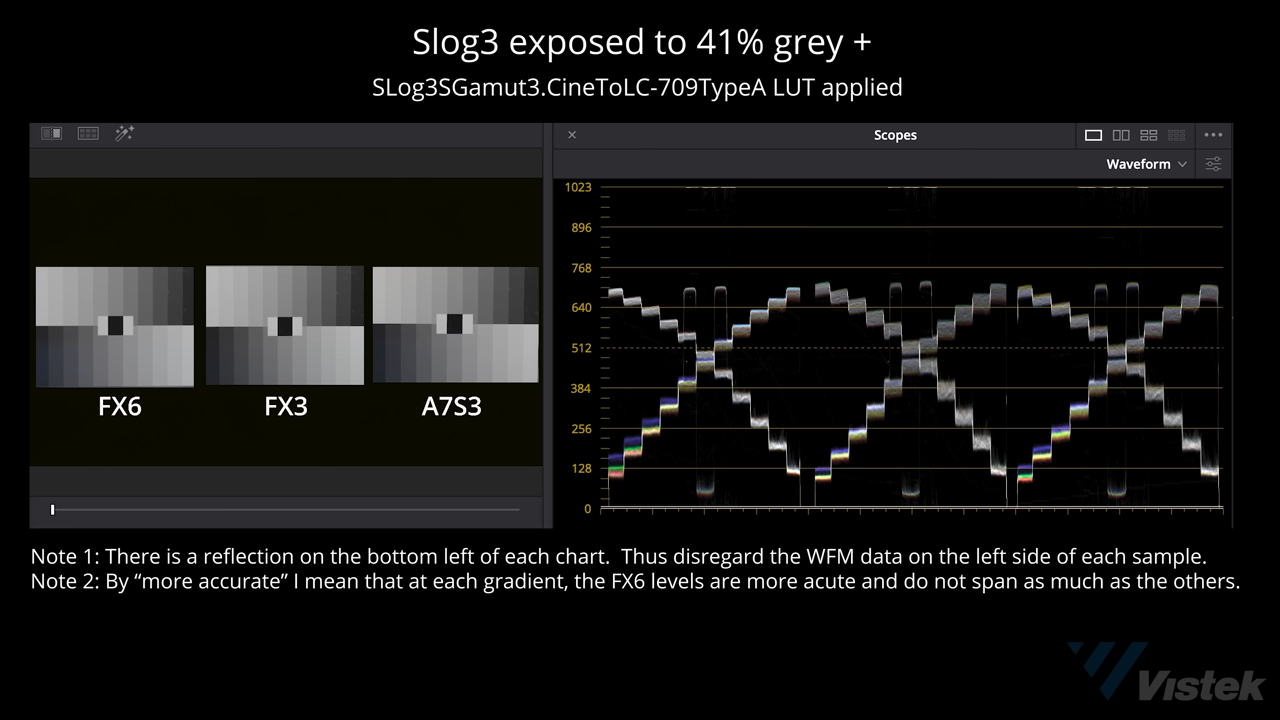 Slog3 exposed to 41% grey +
SLog3SGamut3.CineToLC-709TypeA LUT applied
Scopes
Waveform
1023
896
768
640
512
384
256
128
0
FX6 FX3 A7S3
Note 1: There is a reflection on the bottom left of each chart.  Thus disregard the WFM data on the left side of each sample.
Note 2: By “more accurate” I mean that at each gradient, the FX6 levels are more acute and do not span as much as the others.
Vistek